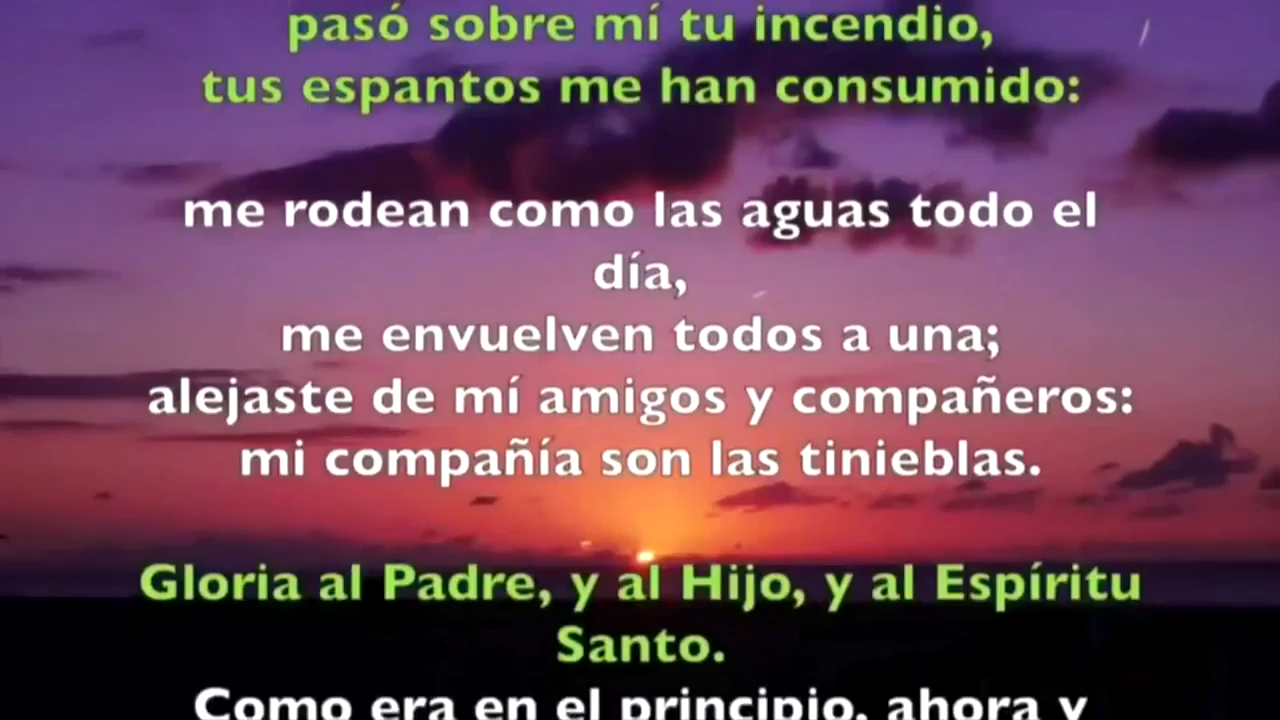 pasó sobre mí tu incendio,
tus espantos me han consumido:
me rodean como las aguas todo el
día,
me envuelven todos a una;
alejaste de mí amigos y compañeros:
mi compañía son las tinieblas.
Gloria al Padre, y al Hijo, y al Espíritu
Santo.
Como era en el principio, ahora y